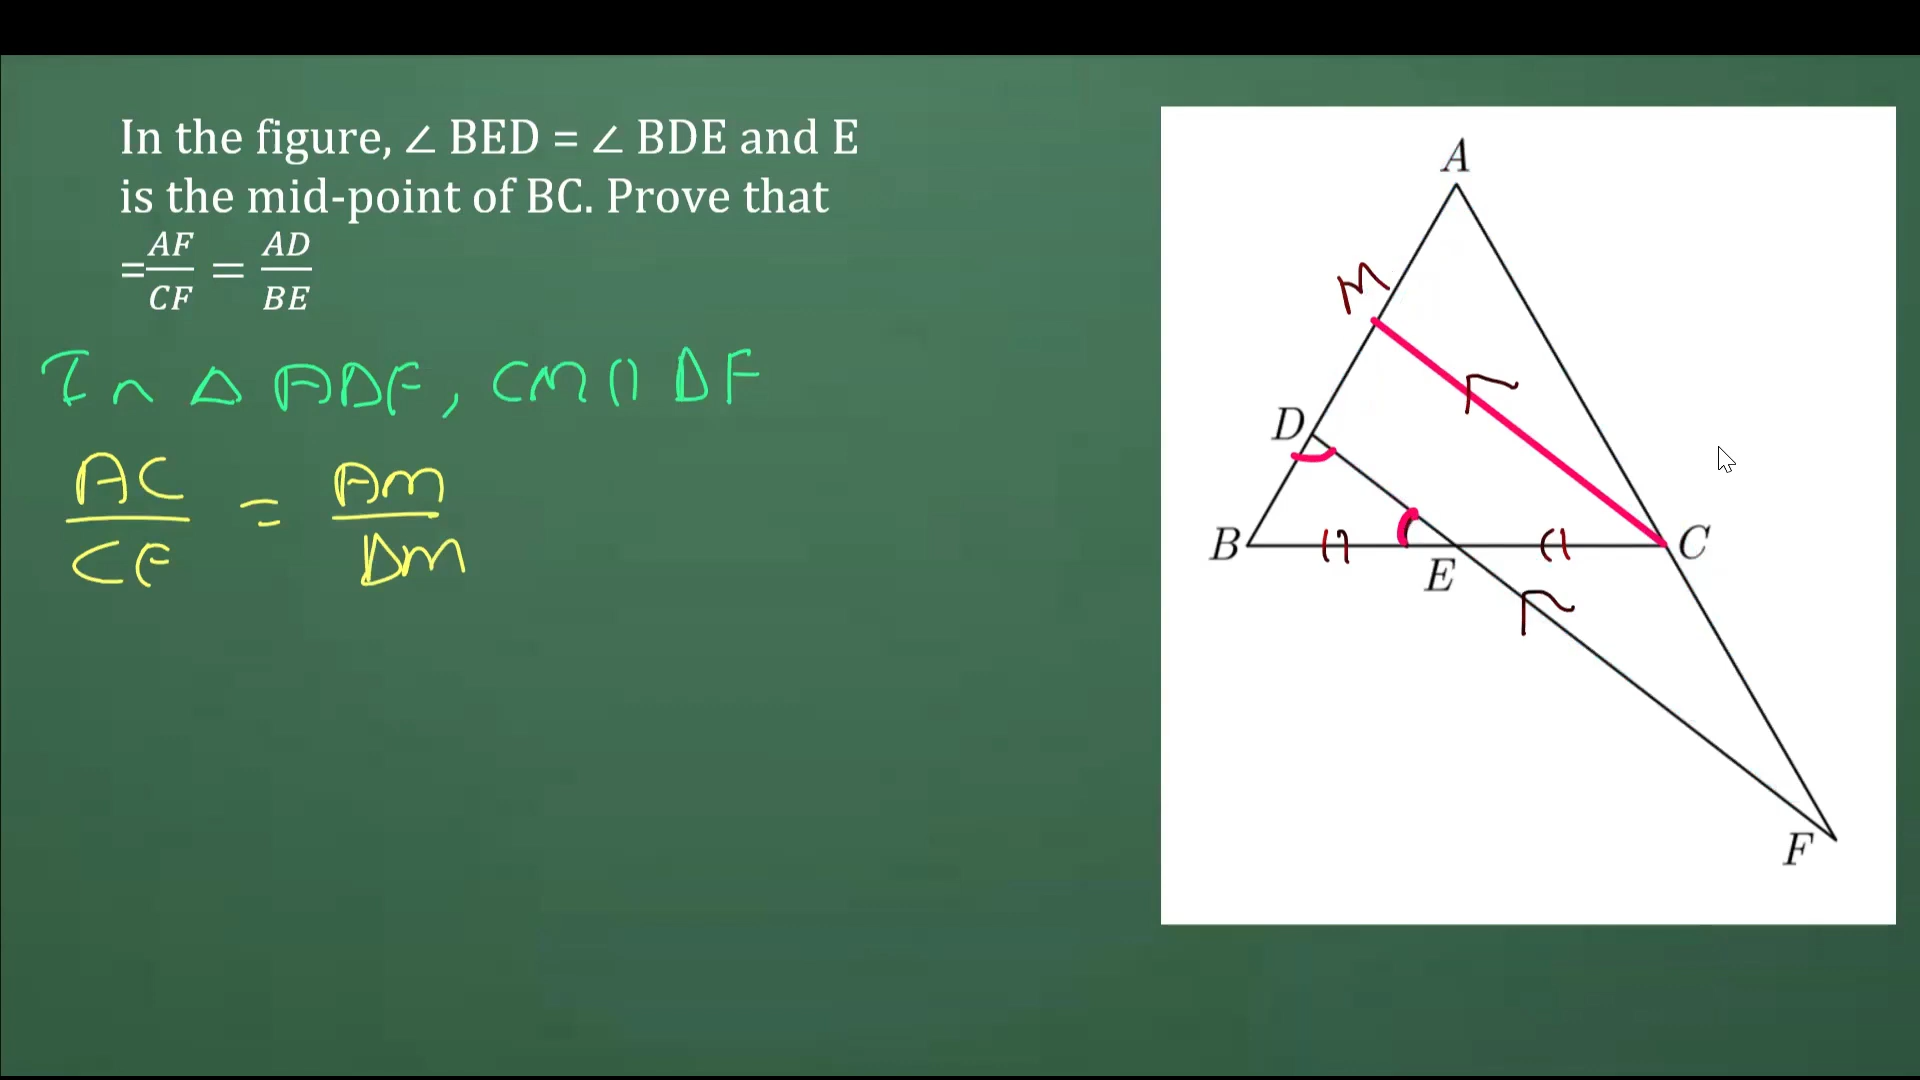 In the figure, ∠ BED = ∠ BDE and E
is the mid-point of BC. Prove that
=AF/CF = AD/BE
In △ ADF, CM || DF
AC/CF = AM/DM
A
M
D
B
E
C
F